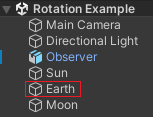 Rotation Example
Main Camera
Directional Light
Observer
Sun
Earth
Moon